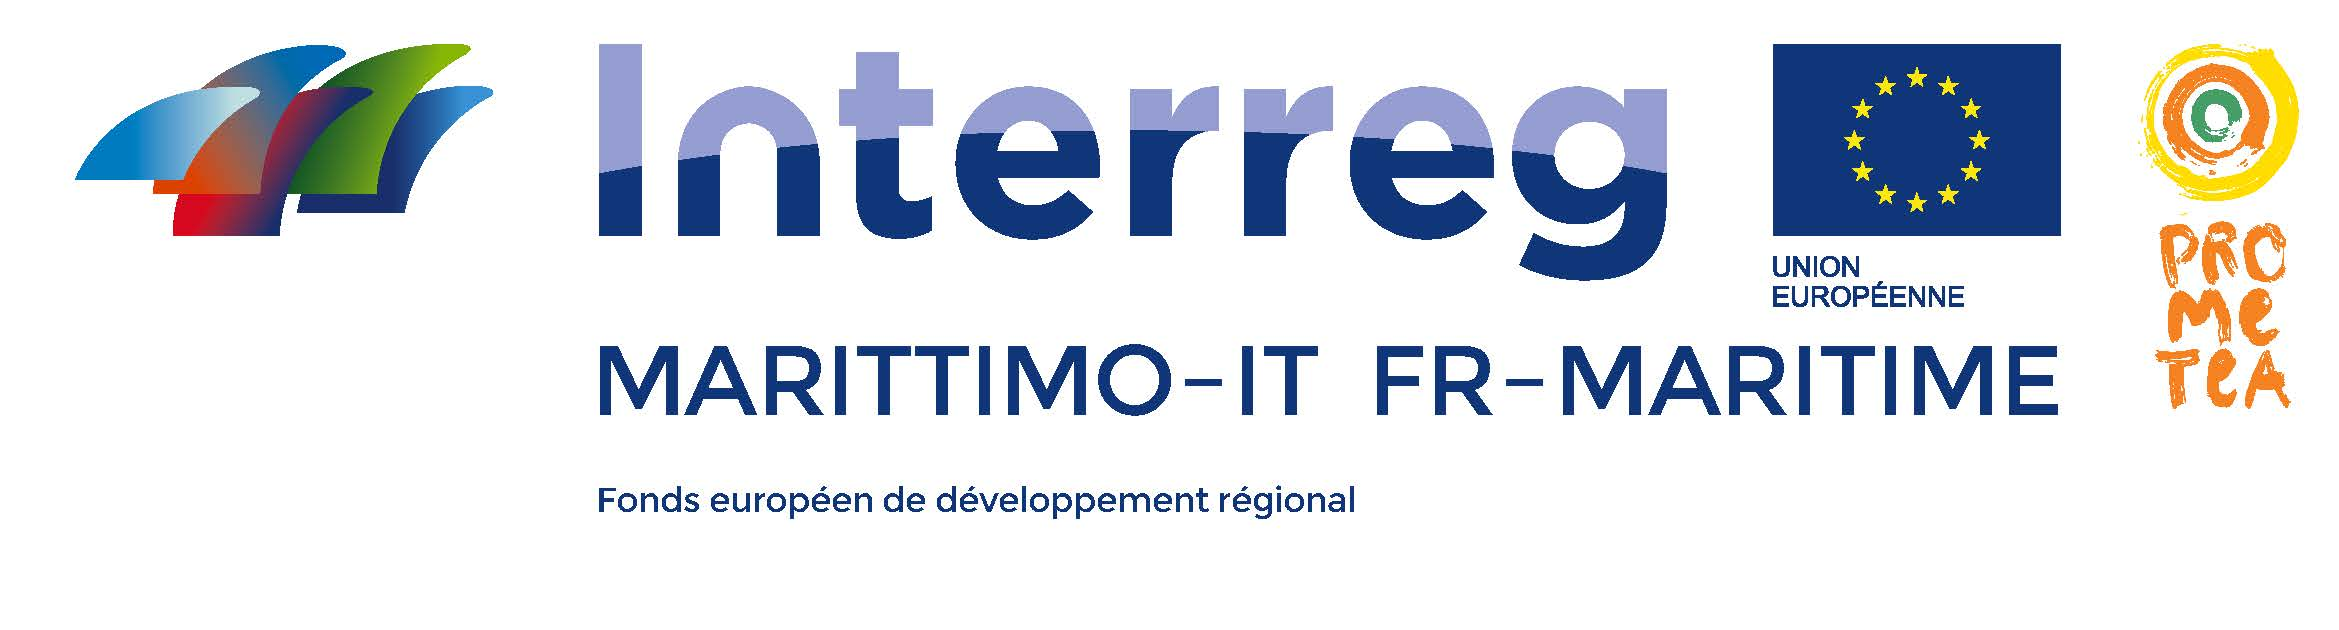 Interreg
UNION
EUROPÉENNE
MARITTIMO-IT FR-MARITIME
Fonds européen de développement régional
PRO
Me
TeA